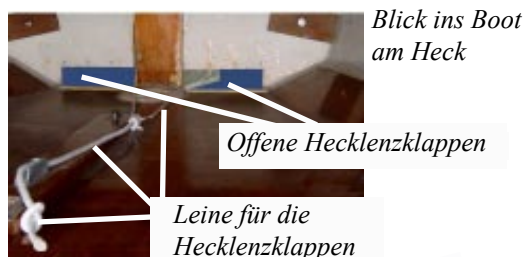 Blick ins Boot
am Heck
Offene Hecklenzklappen
Leine für die
Hecklenzklappen